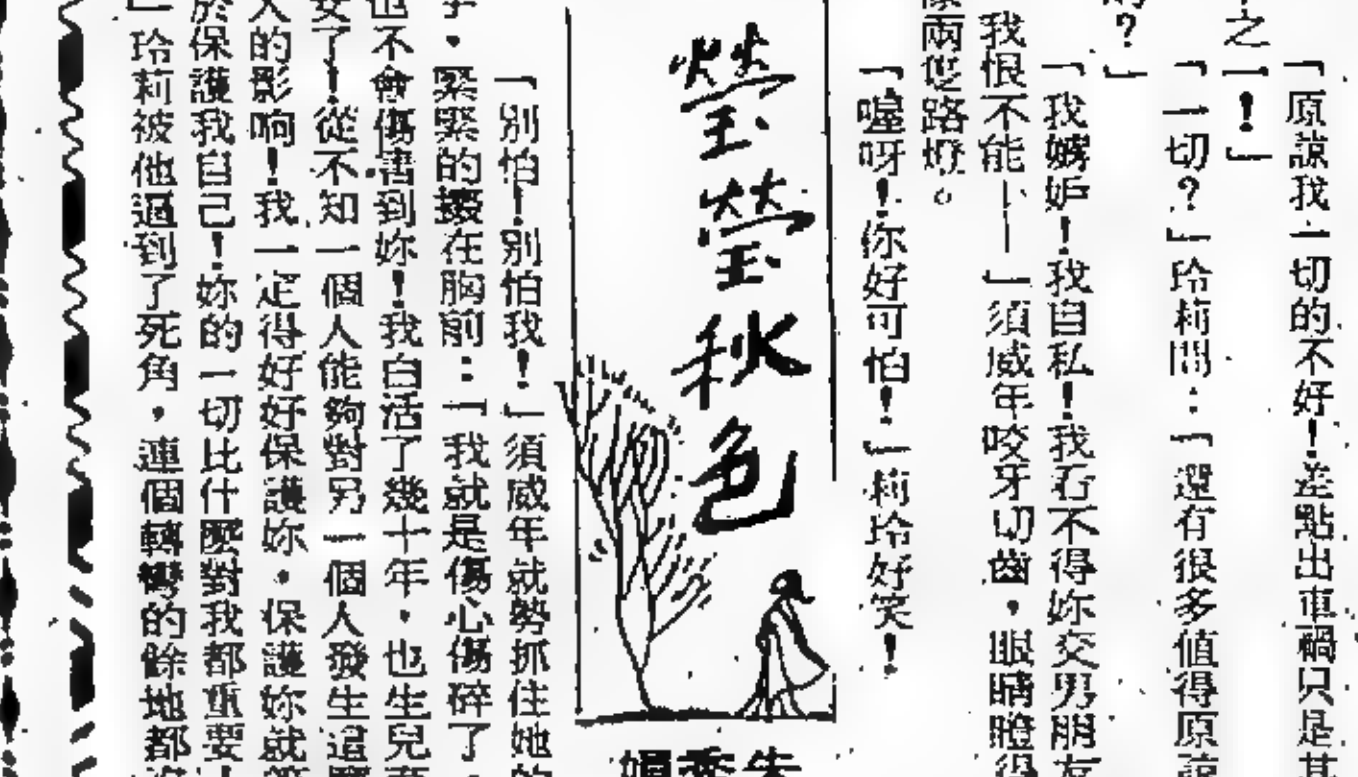 「原諒我一切的不好！差點出車禍只是其
中之一！」
「一切？」玲莉問：「還有很多值得原諒
的？」
「我嫉妒！我自私！我看不得妳交男朋友
我恨不能－－」須威年咬牙切齒，眼睛瞪得
像兩隻路燈。
「喔呀！你好可怕！」莉玲好笑！
瑩瑩秋色
朱秀娟
「別怕！別怕我！」須威年就勢抓住她的
手，緊緊的攥在胸前：「我就是傷心傷碎了，
也不會傷害到妳！我白活了幾十年，也生兒育
女了！從不知一個人能夠對另一個人發生這麼
大的影响！我一定得好好保護妳，保護妳就等
於保護我自己！妳的一切比什麼對我都重要！
」玲莉被他逼到了死角，連個轉彎的餘地都沒